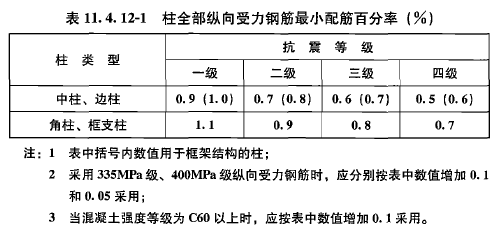 表 11.4.12-1 柱全部纵向受力钢筋最小配筋百分率(%)
柱 类 型 抗 震 等 级
一级 二级 三级 四级
中柱、边柱 0.9 (1.0) 0.7 (0.8) 0.6 (0.7) 0.5 (0.6)
角柱、框支柱 1.1 0.9 0.8 0.7
注:1 表中括号内数值用于框架结构的柱;
2 采用 335MPa 级、400MPa 级纵向受力钢筋时,应分别按表中数值增加 0.1
和 0.05 采用;
3 当混凝土强度等级为 C60 以上时,应按表中数值增加 0.1 采用。